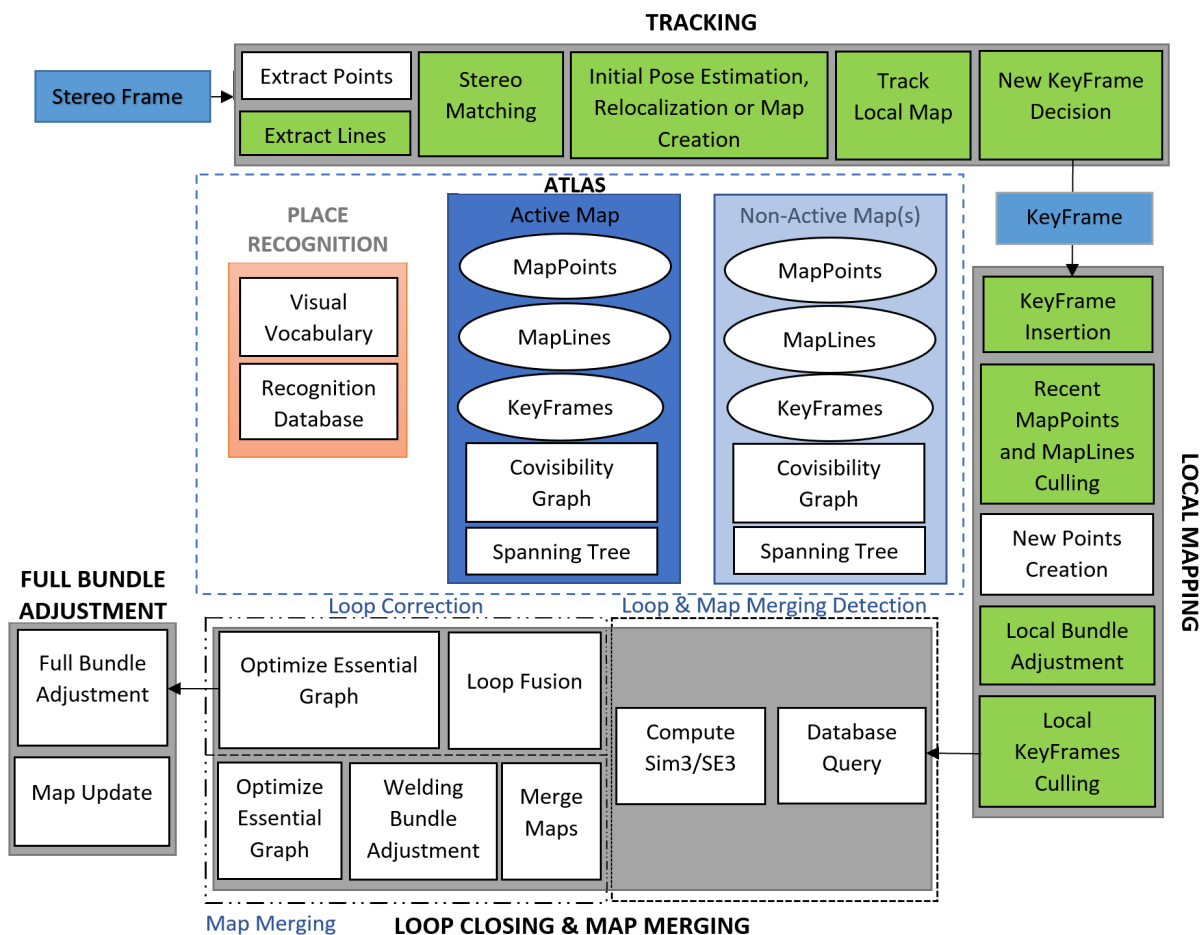 TRACKING
Stereo Frame
Extract Points
Extract Lines
Stereo
Matching
Initial Pose Estimation,
Relocalization or Map
Creation
Track
Local Map
New KeyFrame
Decision
KeyFrame
ATLAS
PLACE
RECOGNITION
Visual
Vocabulary
Recognition
Database
Active Map
MapPoints
MapLines
KeyFrames
Covisibility
Graph
Spanning Tree
Non-Active Map(s)
MapPoints
MapLines
KeyFrames
Covisibility
Graph
Spanning Tree
KeyFrame
Insertion
Recent
MapPoints
and MapLines
Culling
New Points
Creation
Local Bundle
Adjustment
Local
KeyFrames
Culling
LOCAL MAPPING
Loop & Map Merging Detection
Database
Query
Compute
Sim3/SE3
Loop Correction
Optimize Essential
Graph
Loop Fusion
Optimize
Essential
Graph
Welding
Bundle
Adjustment
Merge
Maps
Map Merging
LOOP CLOSING & MAP MERGING
FULL BUNDLE
ADJUSTMENT
Full Bundle
Adjustment
Map Update